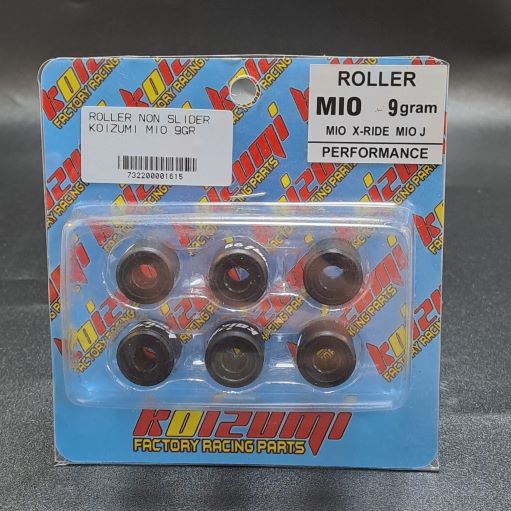 ROLLER
MIO - 9gram
MIO X-RIDE MIO J
PERFORMANCE
ROLLER NON SLIDER
KOIZUMI MIO 9GR
732200001615
KOIZUMI
FACTORY RACING PARTS